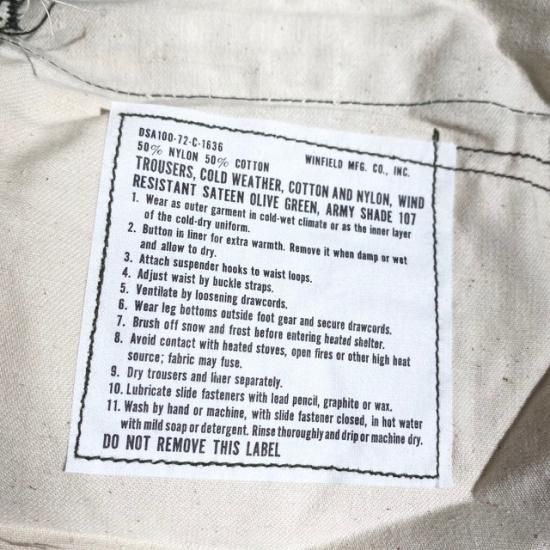 DSA100-72-C-1636
50% NYLON 50% COTTON WINFIELD MFG. CO., INC.
TROUSERS, COLD WEATHER, COTTON AND NYLON, WIND
RESISTANT SATEEN OLIVE GREEN, ARMY SHADE 107
1. Wear as outer garment in cold-wet climate or as the inner layer
of the cold-dry uniform.
2. Button in liner for extra warmth. Remove it when damp or wet
and allow to dry.
3. Attach suspender hooks to waist loops.
4. Adjust waist by buckle straps.
5. Ventilate by loosening drawcords.
6. Wear leg bottoms outside foot gear and secure drawcords.
7. Brush off snow and frost before entering heated shelter.
8. Avoid contact with heated stoves, open fires or other high heat
source; fabric may fuse.
9. Dry trousers and liner separately.
10. Lubricate slide fasteners with lead pencil, graphite or wax.
11. Wash by hand or machine, with slide fastener closed, in hot water
with mild soap or detergent. Rinse thoroughly and drip or machine dry.
DO NOT REMOVE THIS LABEL